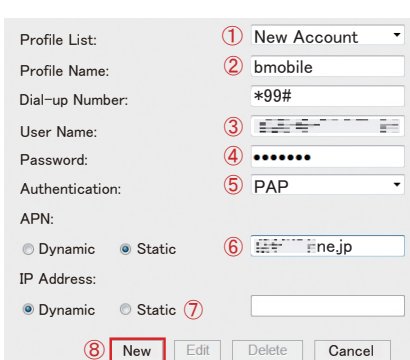 Profile List: ① New Account
Profile Name: ② bmobile
Dial-up Number: *99#
User Name: ③
Password: ④ •••••••
Authentication: ⑤ PAP
APN:
Dynamic Static ⑥ ne.jp
IP Address:
Dynamic Static ⑦
⑧ New Edit Delete Cancel